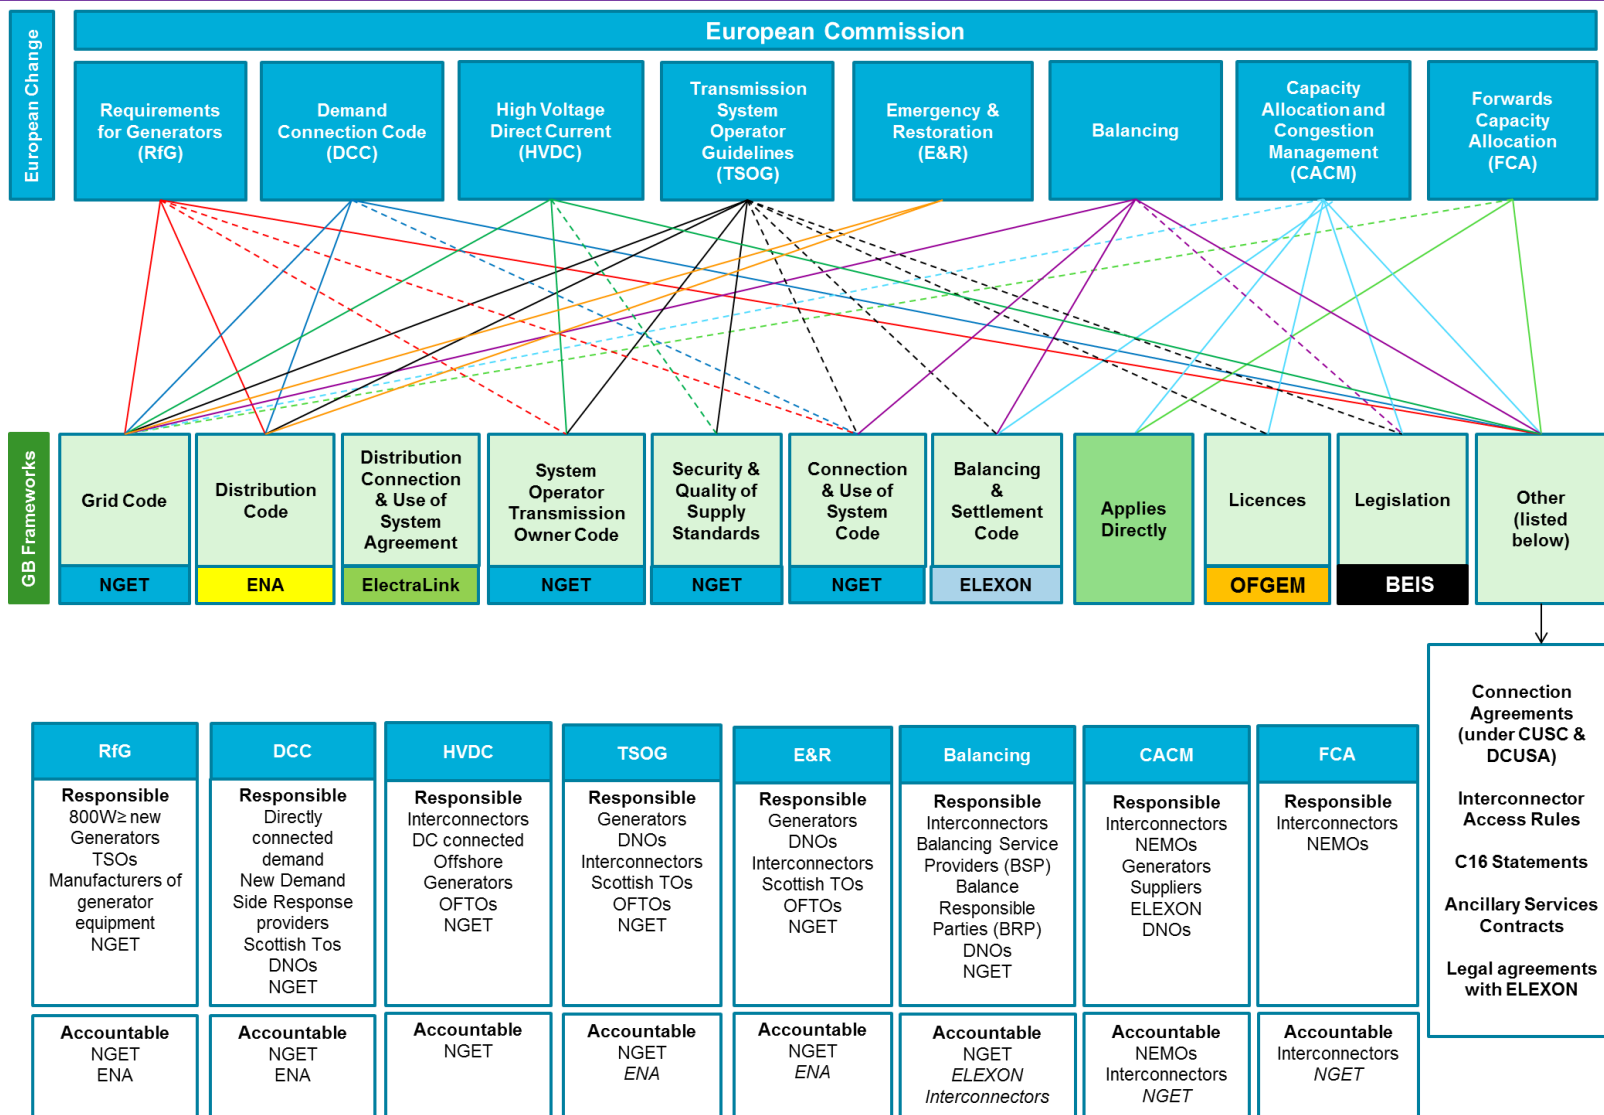 European Change
European Commission
Requirements
for Generators
(RfG)
Demand
Connection Code
(DCC)
High Voltage
Direct Current
(HVDC)
Transmission
System
Operator
Guidelines
(TSOG)
Emergency &
Restoration
(E&R)
Balancing
Capacity
Allocation and
Congestion
Management
(CACM)
Forwards
Capacity
Allocation
(FCA)
GB Frameworks
Grid Code
NGET
Distribution
Code
ENA
Distribution
Connection
& Use of
System
Agreement
ElectraLink
System
Operator
Transmission
Owner Code
NGET
Security &
Quality of
Supply
Standards
NGET
Connection
& Use of
System
Code
NGET
Balancing
&
Settlement
Code
ELEXON
Applies
Directly
Licences
OFGEM
Legislation
BEIS
Other
(listed
below)
Connection
Agreements
(under CUSC &
DCUSA)
Interconnector
Access Rules
C16 Statements
Ancillary Services
Contracts
Legal agreements
with ELEXON
RfG
Responsible
800W≥ new
Generators
TSOs
Manufacturers of
generator
equipment
NGET
Accountable
NGET
ENA
DCC
Responsible
Directly
connected
demand
New Demand
Side Response
providers
Scottish Tos
DNOs
NGET
Accountable
NGET
ENA
HVDC
Responsible
Interconnectors
DC connected
Offshore
Generators
OFTOs
NGET
Accountable
NGET
TSOG
Responsible
Generators
DNOs
Interconnectors
Scottish TOs
OFTOs
NGET
Accountable
NGET
ENA
E&R
Responsible
Generators
DNOs
Interconnectors
Scottish TOs
OFTOs
NGET
Accountable
NGET
ENA
Balancing
Responsible
Interconnectors
Balancing Service
Providers (BSP)
Balance
Responsible
Parties (BRP)
DNOs
NGET
Accountable
NGET
ELEXON
Interconnectors
CACM
Responsible
Interconnectors
NEMOs
Generators
Suppliers
ELEXON
DNOs
Accountable
NEMOs
Interconnectors
NGET
FCA
Responsible
Interconnectors
NEMOs
Accountable
Interconnectors
NGET